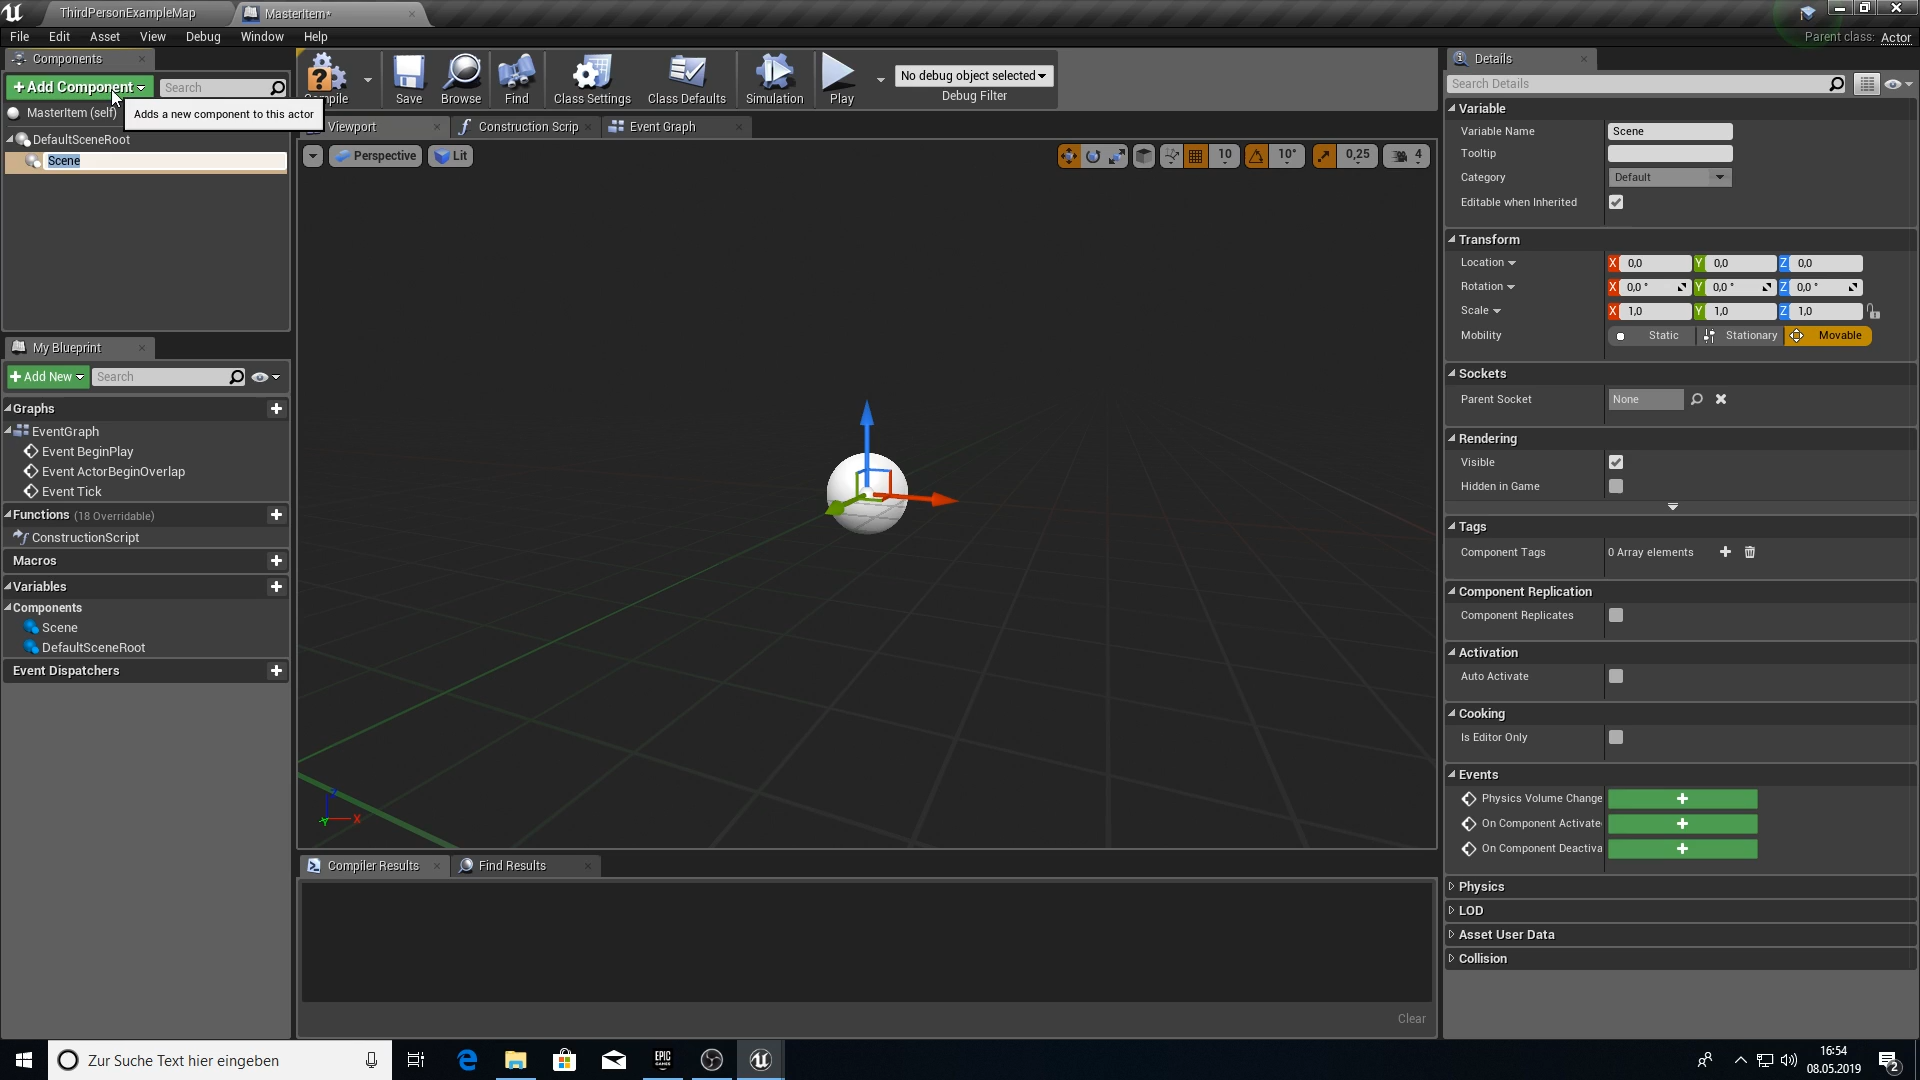 ThirdPersonExampleMap
MasterItem*
File Edit Asset View Debug Window Help
Parent class: Actor
Components
+ Add Component
Search
MasterItem (self)
Adds a new component to this actor
DefaultSceneRoot
Scene
Save
Browse
Find
Class Settings
Class Defaults
Simulation
Play
No debug object selected
Debug Filter
Viewport
Construction Scrip
Event Graph
Perspective
Lit
10
10°
0,25
4
My Blueprint
+ Add New
Search
Graphs
EventGraph
Event BeginPlay
Event ActorBeginOverlap
Event Tick
Functions (18 Overridable)
ConstructionScript
Macros
Variables
Components
Scene
DefaultSceneRoot
Event Dispatchers
X
Compiler Results
Find Results
Clear
Details
Search Details
Variable
Variable Name Scene
Tooltip
Category Default
Editable when Inherited
Transform
Location X 0,0 Y 0,0 Z 0,0
Rotation X 0,0 ° Y 0,0 ° Z 0,0 °
Scale X 1,0 Y 1,0 Z 1,0
Mobility Static Stationary Movable
Sockets
Parent Socket None
Rendering
Visible
Hidden in Game
Tags
Component Tags 0 Array elements
Component Replication
Component Replicates
Activation
Auto Activate
Cooking
Is Editor Only
Events
Physics Volume Change
On Component Activate
On Component Deactiva
Physics
LOD
Asset User Data
Collision
Zur Suche Text hier eingeben
EPIC GAMES
16:54
08.05.2019
2